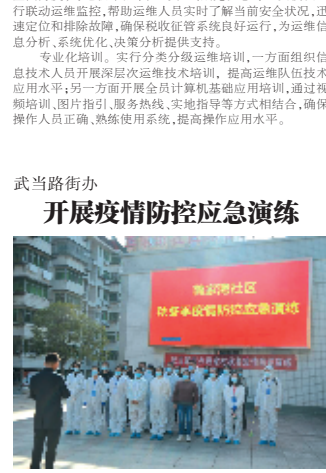 行联动运维监控,帮助运维人员实时了解当前安全状况,迅
速定位和排除故障,确保税收征管系统良好运行,为运维信
息分析、系统优化、决策分析提供支持。
专业化培训。实行分类分级运维培训,一方面组织信
息技术人员开展深层次运维技术培训，提高运维队伍技术
应用水平;另一方面开展全员计算机基础应用培训,通过视
频培训、图片指引、服务热线、实地指导等方式相结合,确保
操作人员正确、熟练使用系统,提高操作应用水平。
武当路街办
开展疫情防控应急演练
社区
疫情防控应急演练